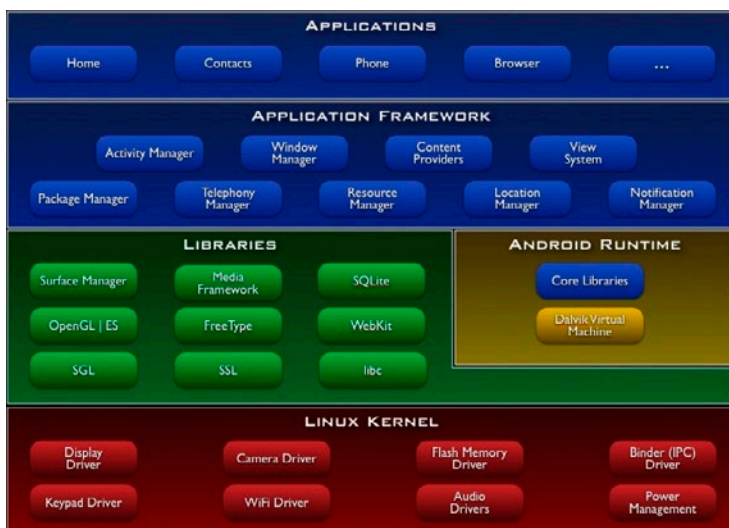 APPLICATIONS
Home
Contacts
Phone
Browser
...
APPLICATION FRAMEWORK
Activity Manager
Window
Manager
Content
Providers
View
System
Package Manager
Telephony
Manager
Resource
Manager
Location
Manager
Notification
Manager
LIBRARIES
Surface Manager
Media
Framework
SQLite
OpenGL | ES
FreeType
WebKit
SGL
SSL
libc
ANDROID RUNTIME
Core Libraries
Dalvik Virtual
Machine
LINUX KERNEL
Display
Driver
Camera Driver
Flash Memory
Driver
Binder (IPC)
Driver
Keypad Driver
WiFi Driver
Audio
Drivers
Power
Management